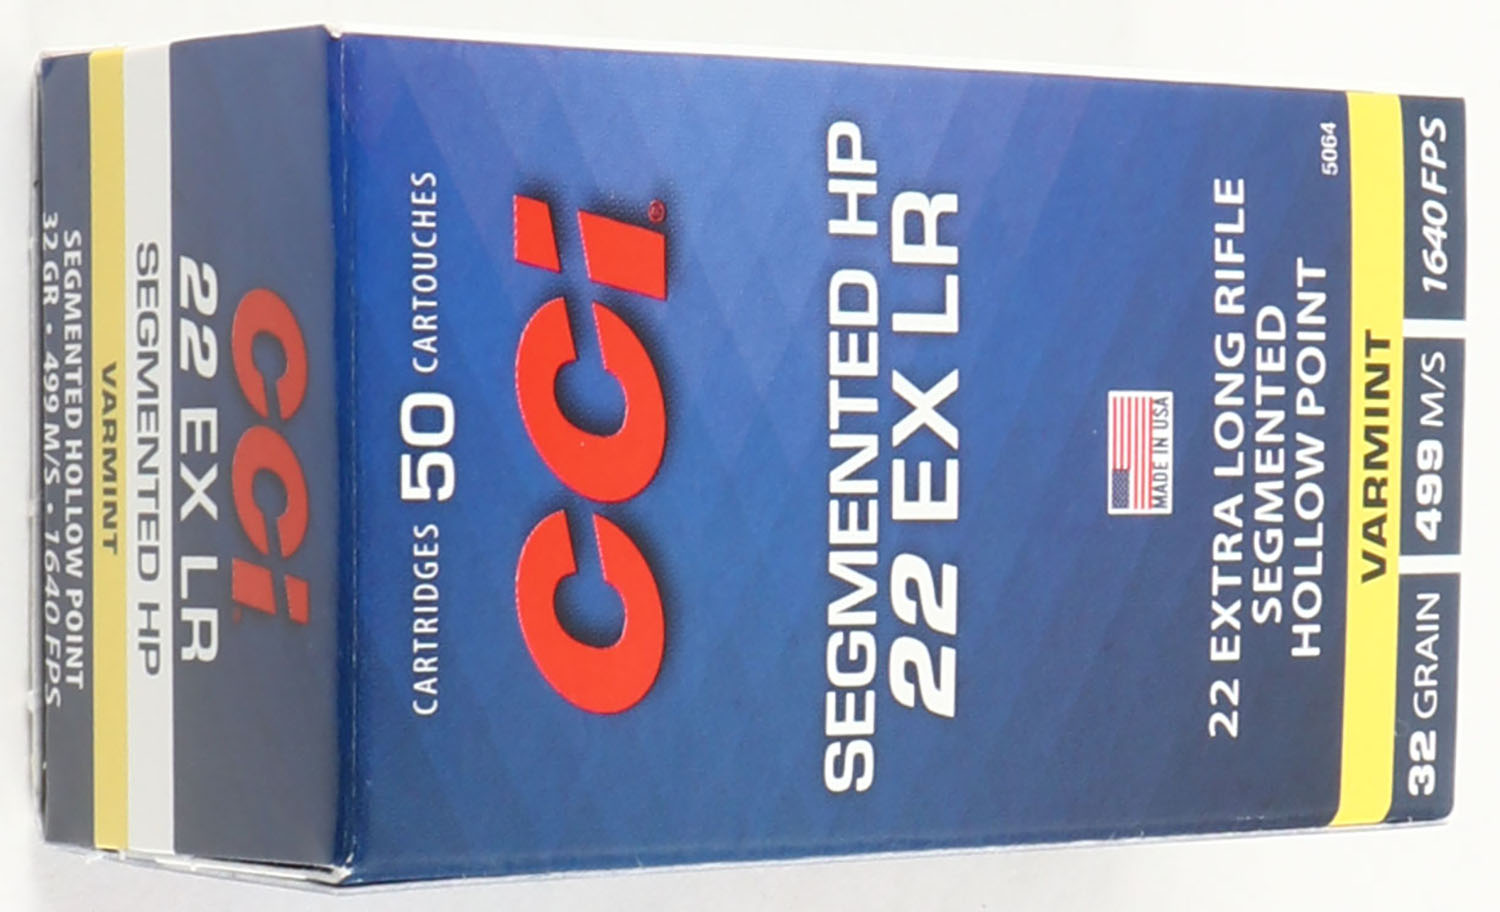 CARTRIDGES 50 CARTOUCHES
CCI®
SEGMENTED HP
22 EX LR
MADE IN USA
22 EXTRA LONG RIFLE
SEGMENTED
HOLLOW POINT
5064
VARMINT
32 GRAIN 499 M/S 1640 FPS
CCI
22 EX LR
SEGMENTED HP
VARMINT
SEGMENTED HOLLOW POINT
32 GR • 499 M/S • 1640 FPS